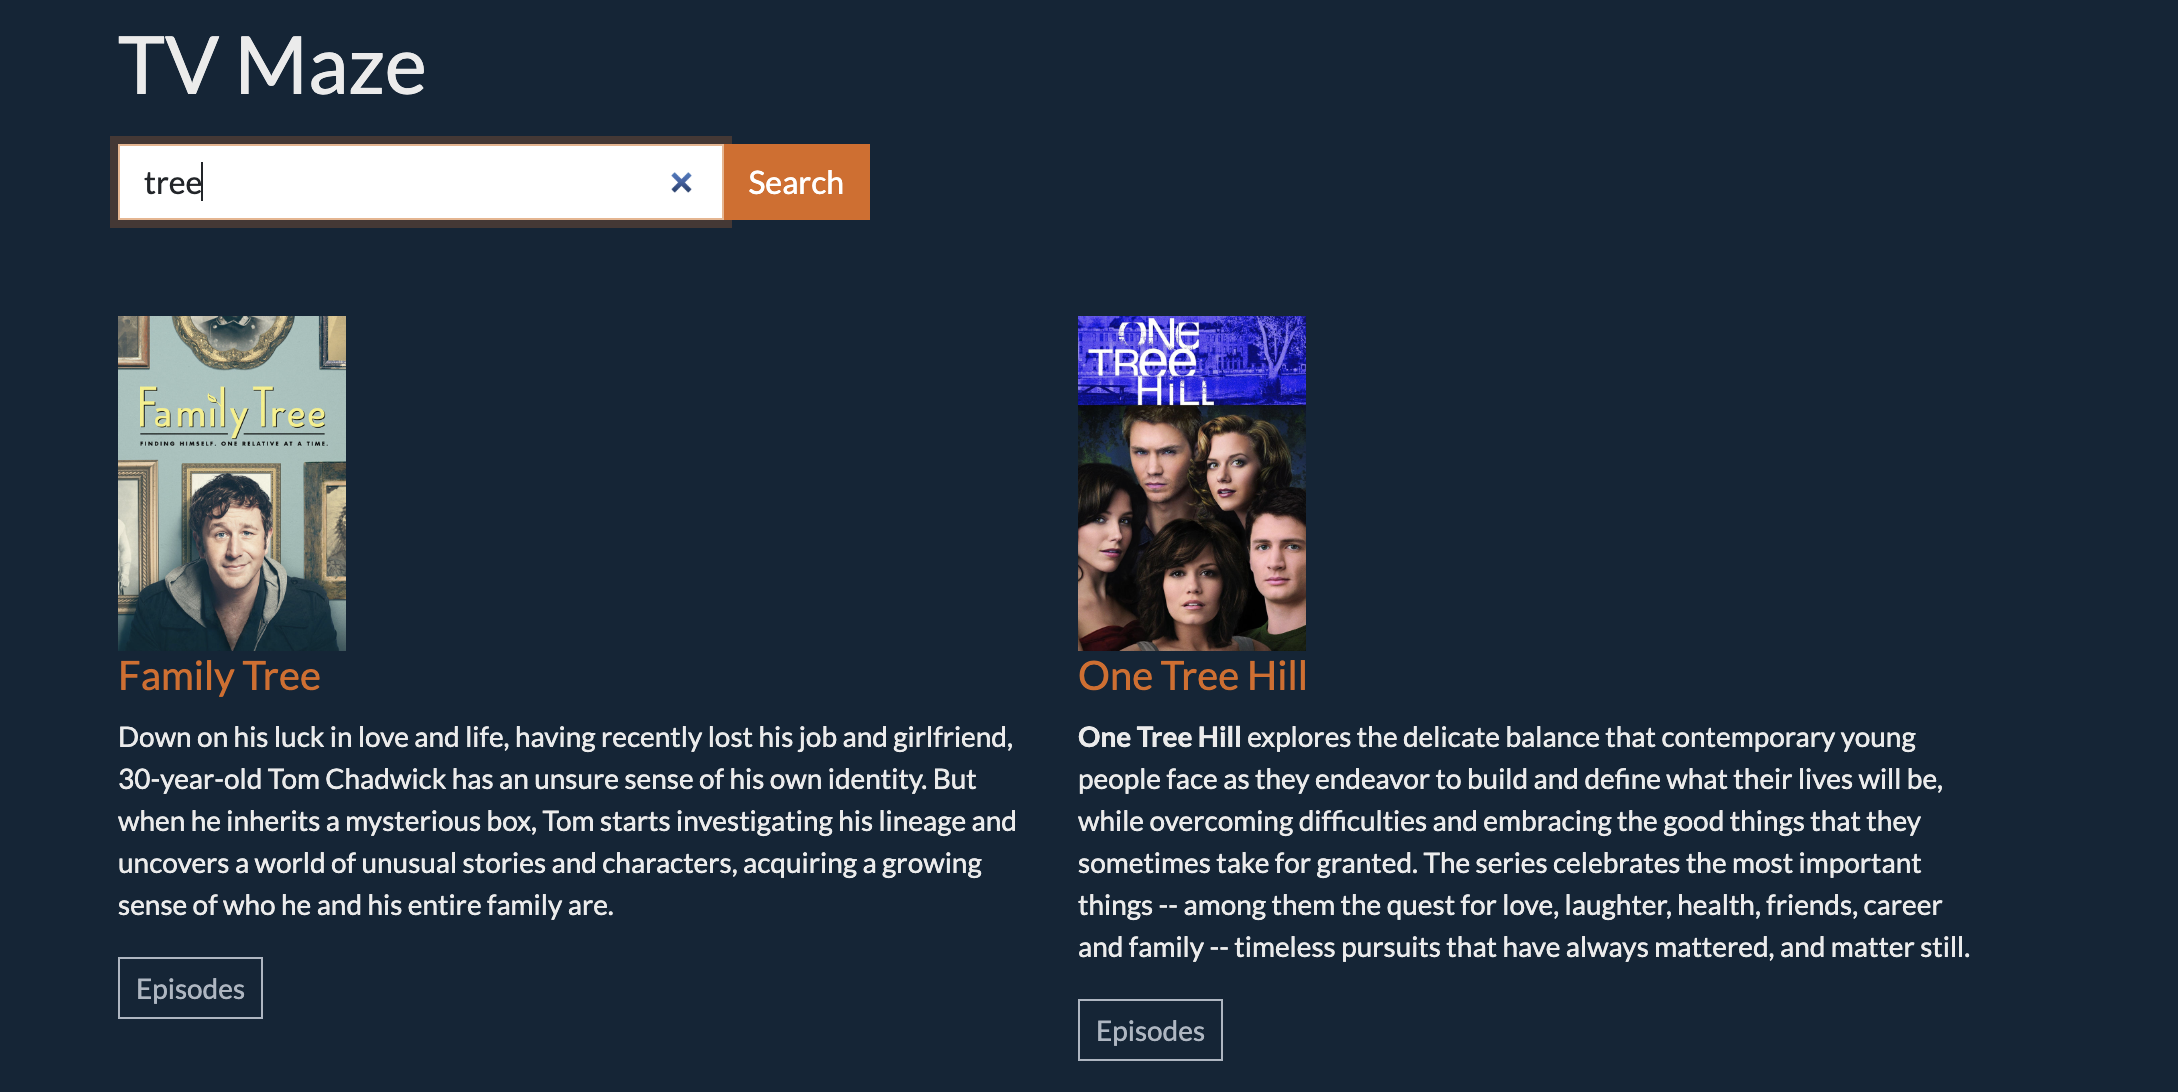 TV Maze
tree
Search
Family Tree
FINDING HIMSELF. ONE RELATIVE AT A TIME.
ONE
TREE
HILL
Family Tree
Down on his luck in love and life, having recently lost his job and girlfriend,
30-year-old Tom Chadwick has an unsure sense of his own identity. But
when he inherits a mysterious box, Tom starts investigating his lineage and
uncovers a world of unusual stories and characters, acquiring a growing
sense of who he and his entire family are.
Episodes
One Tree Hill
One Tree Hill explores the delicate balance that contemporary young
people face as they endeavor to build and define what their lives will be,
while overcoming difficulties and embracing the good things that they
sometimes take for granted. The series celebrates the most important
things -- among them the quest for love, laughter, health, friends, career
and family -- timeless pursuits that have always mattered, and matter still.
Episodes